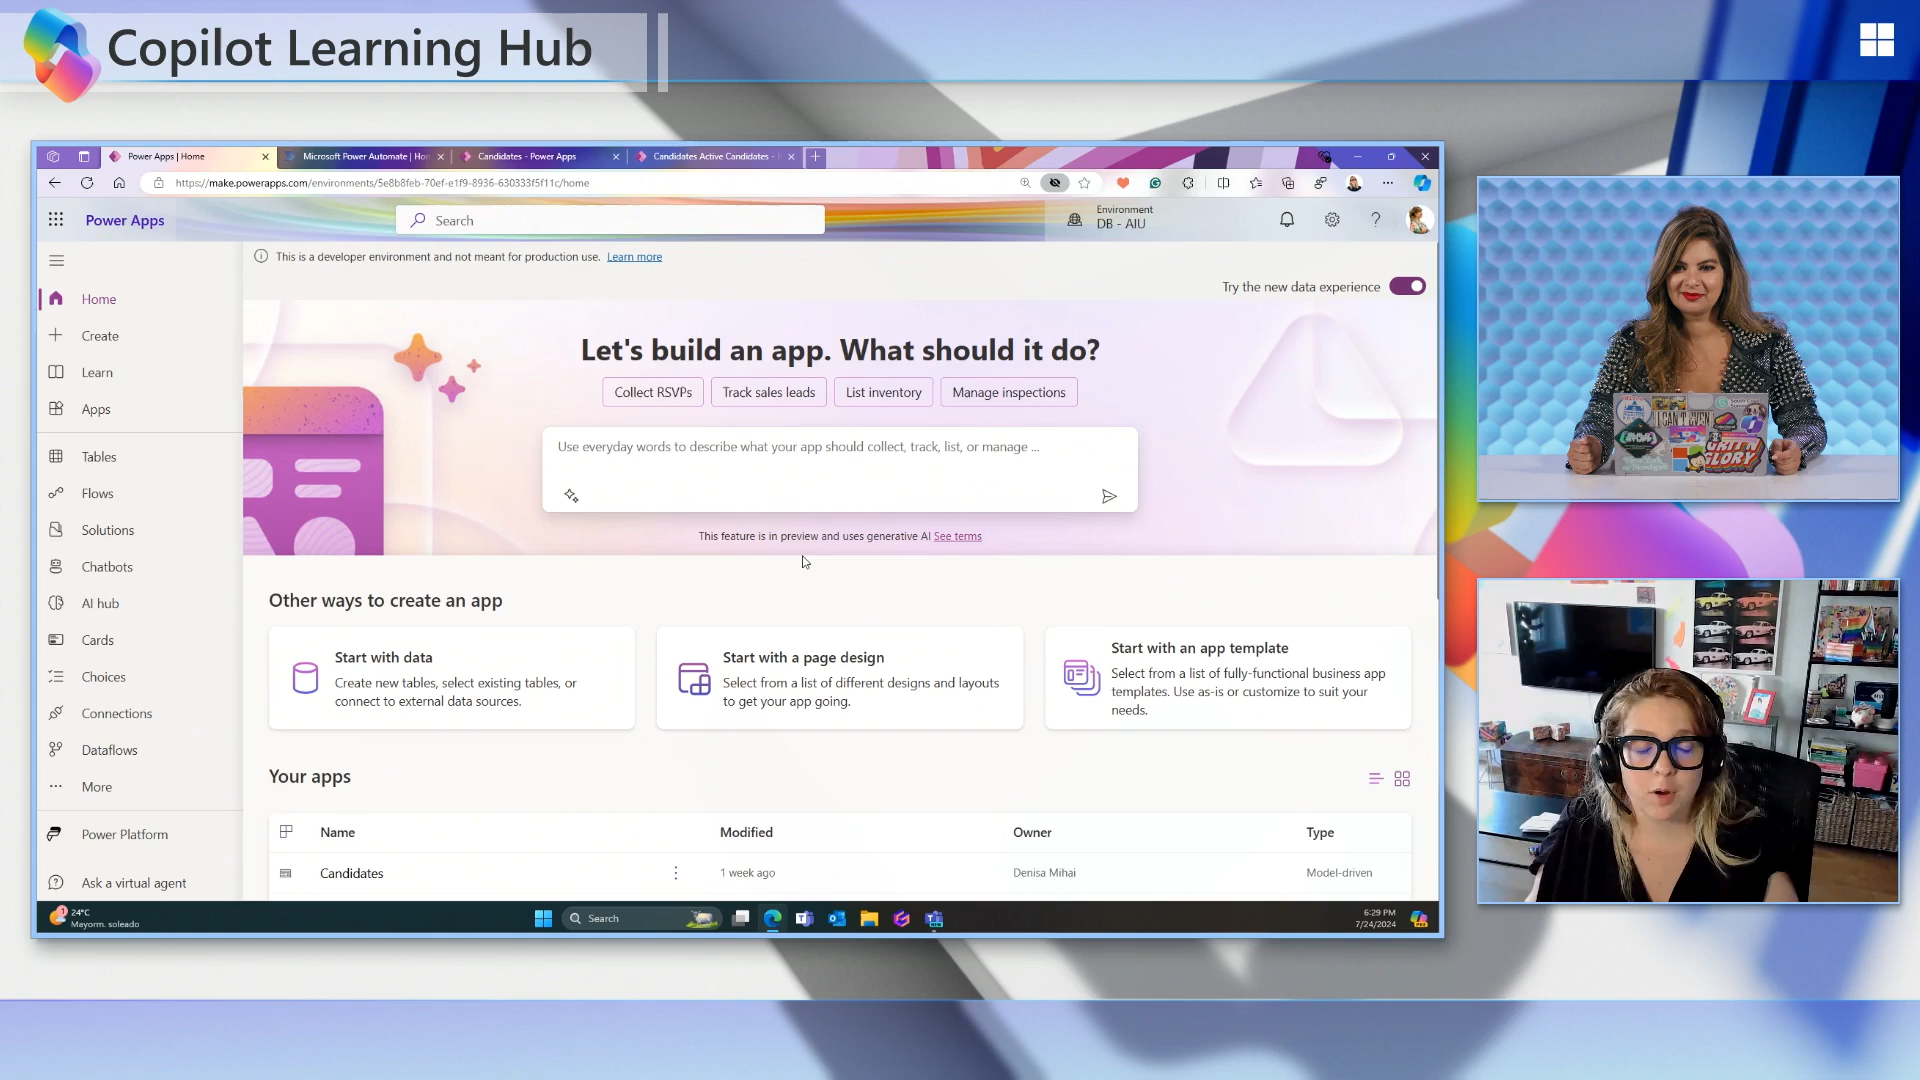 Copilot Learning Hub
Power Apps | Home
Microsoft Power Automate | Hom
Candidates - Power Apps
Candidates Active Candidates -
https://make.powerapps.com/environments/5e8b8feb-70ef-e1f9-8936-630333f5f11c/home
Power Apps
Search
Environment
DB - AIU
This is a developer environment and not meant for production use. Learn more
Try the new data experience
Home
Create
Learn
Apps
Tables
Flows
Solutions
Chatbots
AI hub
Cards
Choices
Connections
Dataflows
More
Power Platform
Ask a virtual agent
Let's build an app. What should it do?
Collect RSVPs
Track sales leads
List inventory
Manage inspections
Use everyday words to describe what your app should collect, track, list, or manage ...
This feature is in preview and uses generative AI See terms
Other ways to create an app
Start with data
Create new tables, select existing tables, or
connect to external data sources.
Start with a page design
Select from a list of different designs and layouts
to get your app going.
Start with an app template
Select from a list of fully-functional business app
templates. Use as-is or customize to suit your
needs.
Your apps
Name
Modified
Owner
Type
Candidates
1 week ago
Denisa Mihai
Model-driven
1
24°C
Mayorm. soleado
Search
6:29 PM
7/24/2024
I CAN'T EVEN
GRIT N
GLORY